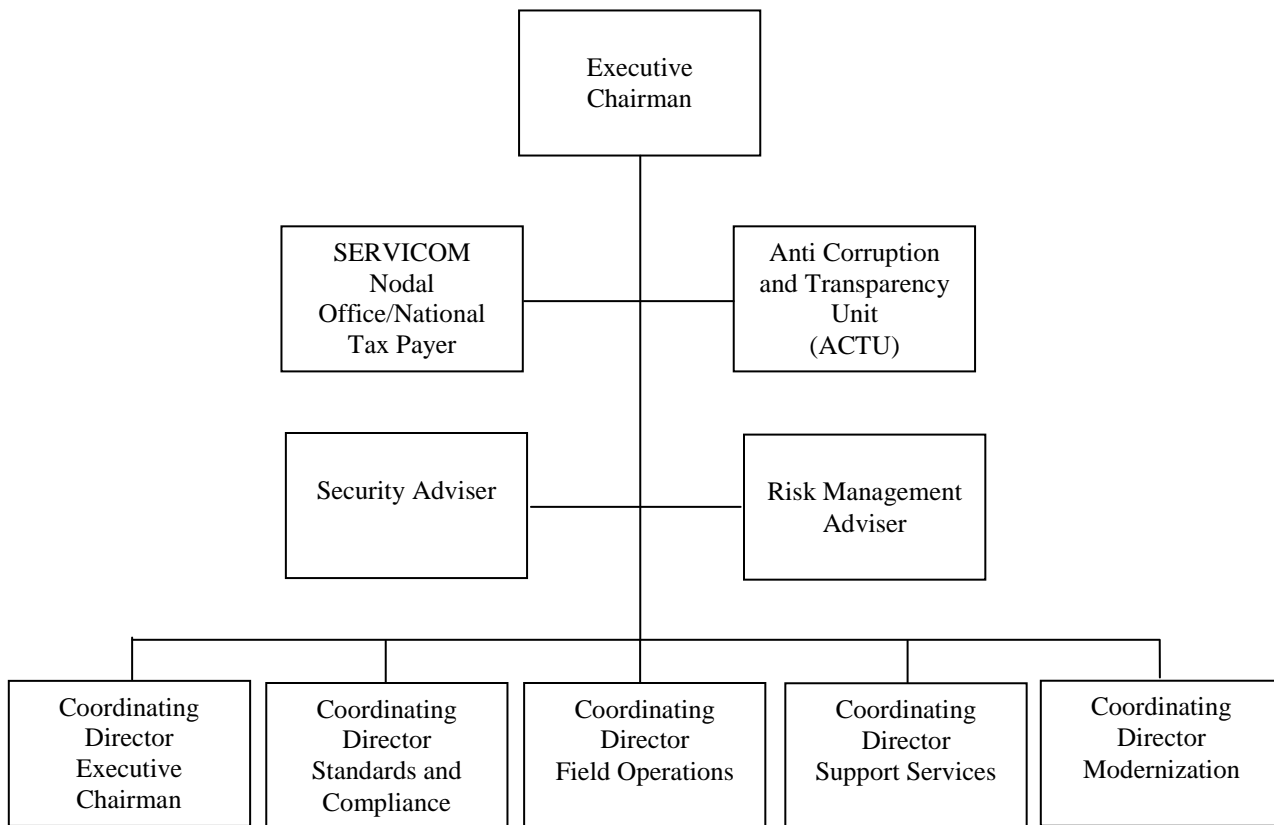 Executive
Chairman
SERVICOM
Nodal
Office/National
Tax Payer
Anti Corruption
and Transparency
Unit
(ACTU)
Security Adviser
Risk Management
Adviser
Coordinating
Director
Executive
Chairman
Coordinating
Director
Standards and
Compliance
Coordinating
Director
Field Operations
Coordinating
Director
Support Services
Coordinating
Director
Modernization